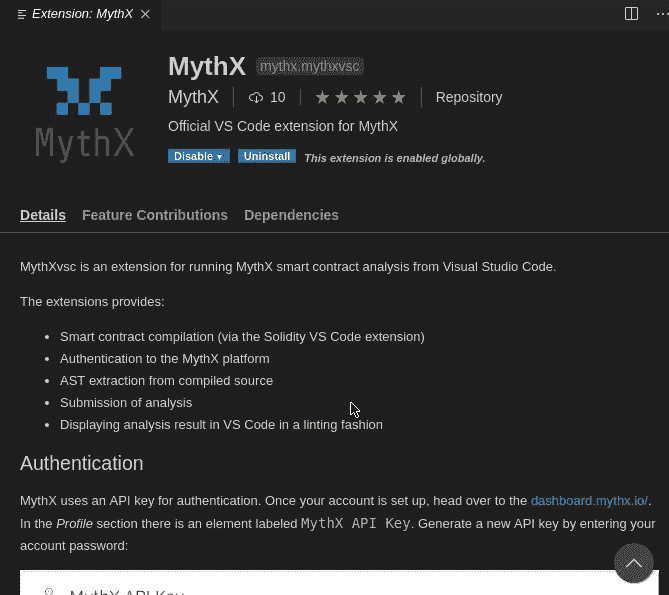 Extension: MythX
MythX mythx.mythxvsc
MythX 10 Repository
Official VS Code extension for MythX
Disable Uninstall This extension is enabled globally.
MythX
Details Feature Contributions Dependencies
MythXvsc is an extension for running MythX smart contract analysis from Visual Studio Code.
The extensions provides:
• Smart contract compilation (via the Solidity VS Code extension)
• Authentication to the MythX platform
• AST extraction from compiled source
• Submission of analysis
• Displaying analysis result in VS Code in a linting fashion
Authentication
MythX uses an API key for authentication. Once your account is set up, head over to the dashboard.mythx.io/.
In the Profile section there is an element labeled MythX API Key. Generate a new API key by entering your
account password:
MythX API Key